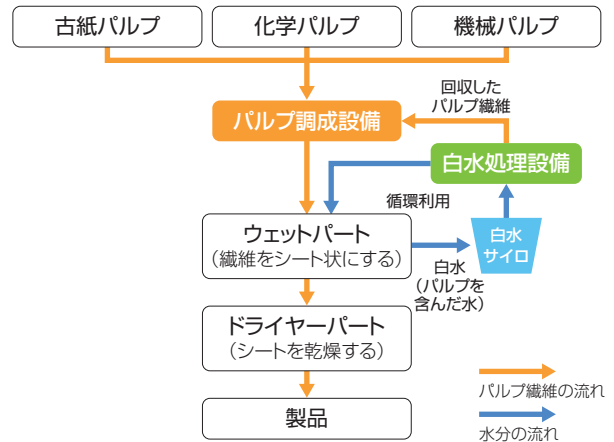 古紙パルプ
化学パルプ
機械パルプ
回収した
パルプ繊維
パルプ調成設備
白水処理設備
循環利用
ウェットパート
（繊維をシート状にする）
白水
サイロ
白水
（パルプを
含んだ水）
ドライヤーパート
（シートを乾燥する）
製品
パルプ繊維の流れ
水分の流れ